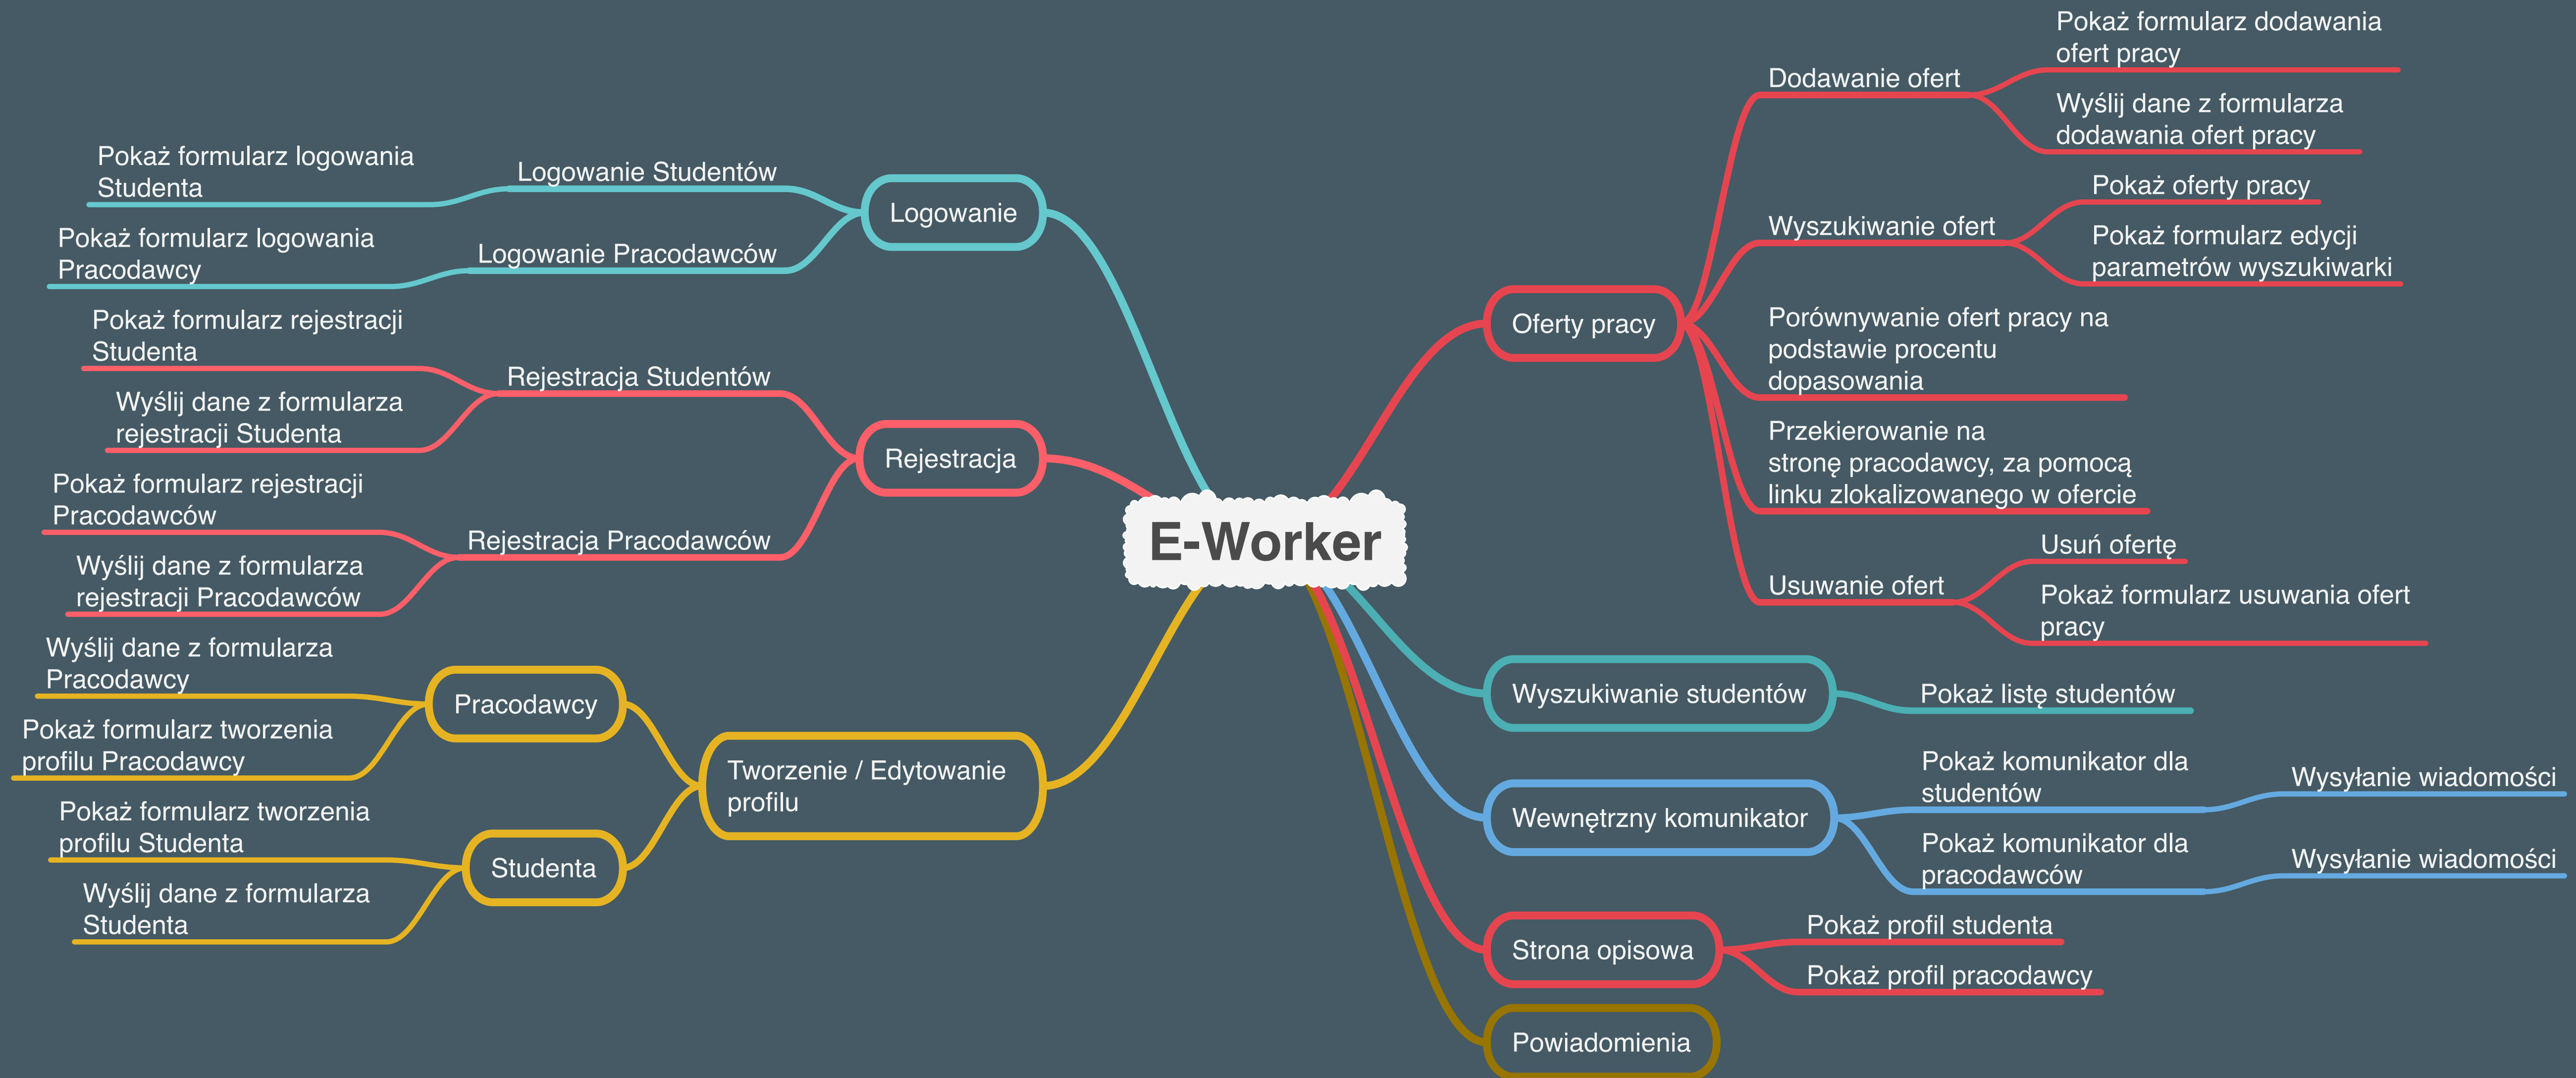 E-Worker
Logowanie
Logowanie Studentów
Pokaż formularz logowania
Studenta
Logowanie Pracodawców
Pokaż formularz logowania
Pracodawcy
Rejestracja
Rejestracja Studentów
Pokaż formularz rejestracji
Studenta
Wyślij dane z formularza
rejestracji Studenta
Rejestracja Pracodawców
Pokaż formularz rejestracji
Pracodawców
Wyślij dane z formularza
rejestracji Pracodawców
Tworzenie / Edytowanie
profilu
Pracodawcy
Wyślij dane z formularza
Pracodawcy
Pokaż formularz tworzenia
profilu Pracodawcy
Studenta
Pokaż formularz tworzenia
profilu Studenta
Wyślij dane z formularza
Studenta
Oferty pracy
Dodawanie ofert
Pokaż formularz dodawania
ofert pracy
Wyślij dane z formularza
dodawania ofert pracy
Wyszukiwanie ofert
Pokaż oferty pracy
Pokaż formularz edycji
parametrów wyszukiwarki
Porównywanie ofert pracy na
podstawie procentu
dopasowania
Przekierowanie na
stronę pracodawcy, za pomocą
linku zlokalizowanego w ofercie
Usuwanie ofert
Usuń ofertę
Pokaż formularz usuwania ofert
pracy
Wyszukiwanie studentów
Pokaż listę studentów
Wewnętrzny komunikator
Pokaż komunikator dla
studentów
Wysyłanie wiadomości
Pokaż komunikator dla
pracodawców
Wysyłanie wiadomości
Strona opisowa
Pokaż profil studenta
Pokaż profil pracodawcy
Powiadomienia